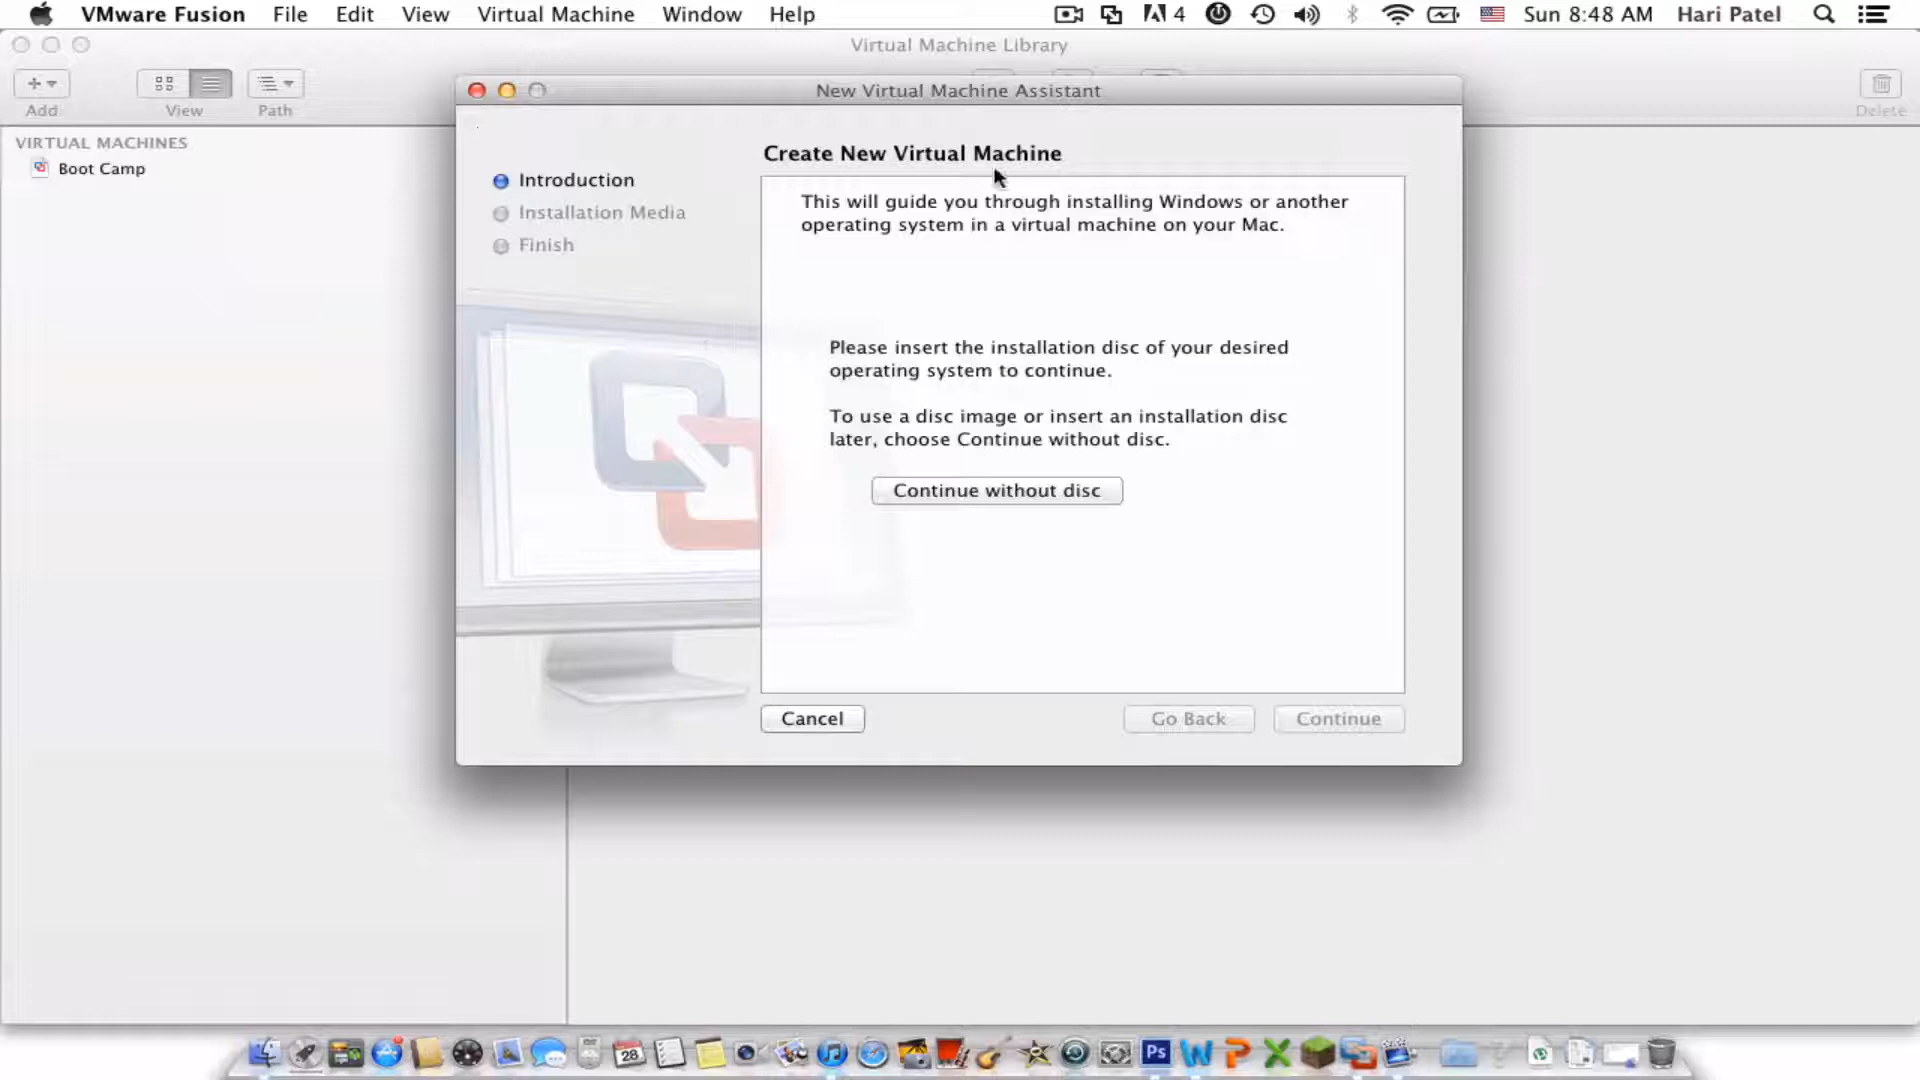 VMware Fusion File Edit View Virtual Machine Window Help 4 Sun 8:48 AM Hari Patel
Virtual Machine Library
Add View Path Delete
New Virtual Machine Assistant
VIRTUAL MACHINES
Boot Camp
Introduction
Installation Media
Finish
Create New Virtual Machine
This will guide you through installing Windows or another
operating system in a virtual machine on your Mac.
Please insert the installation disc of your desired
operating system to continue.
To use a disc image or insert an installation disc
later, choose Continue without disc.
Continue without disc
Cancel Go Back Continue
28 Ps W P X